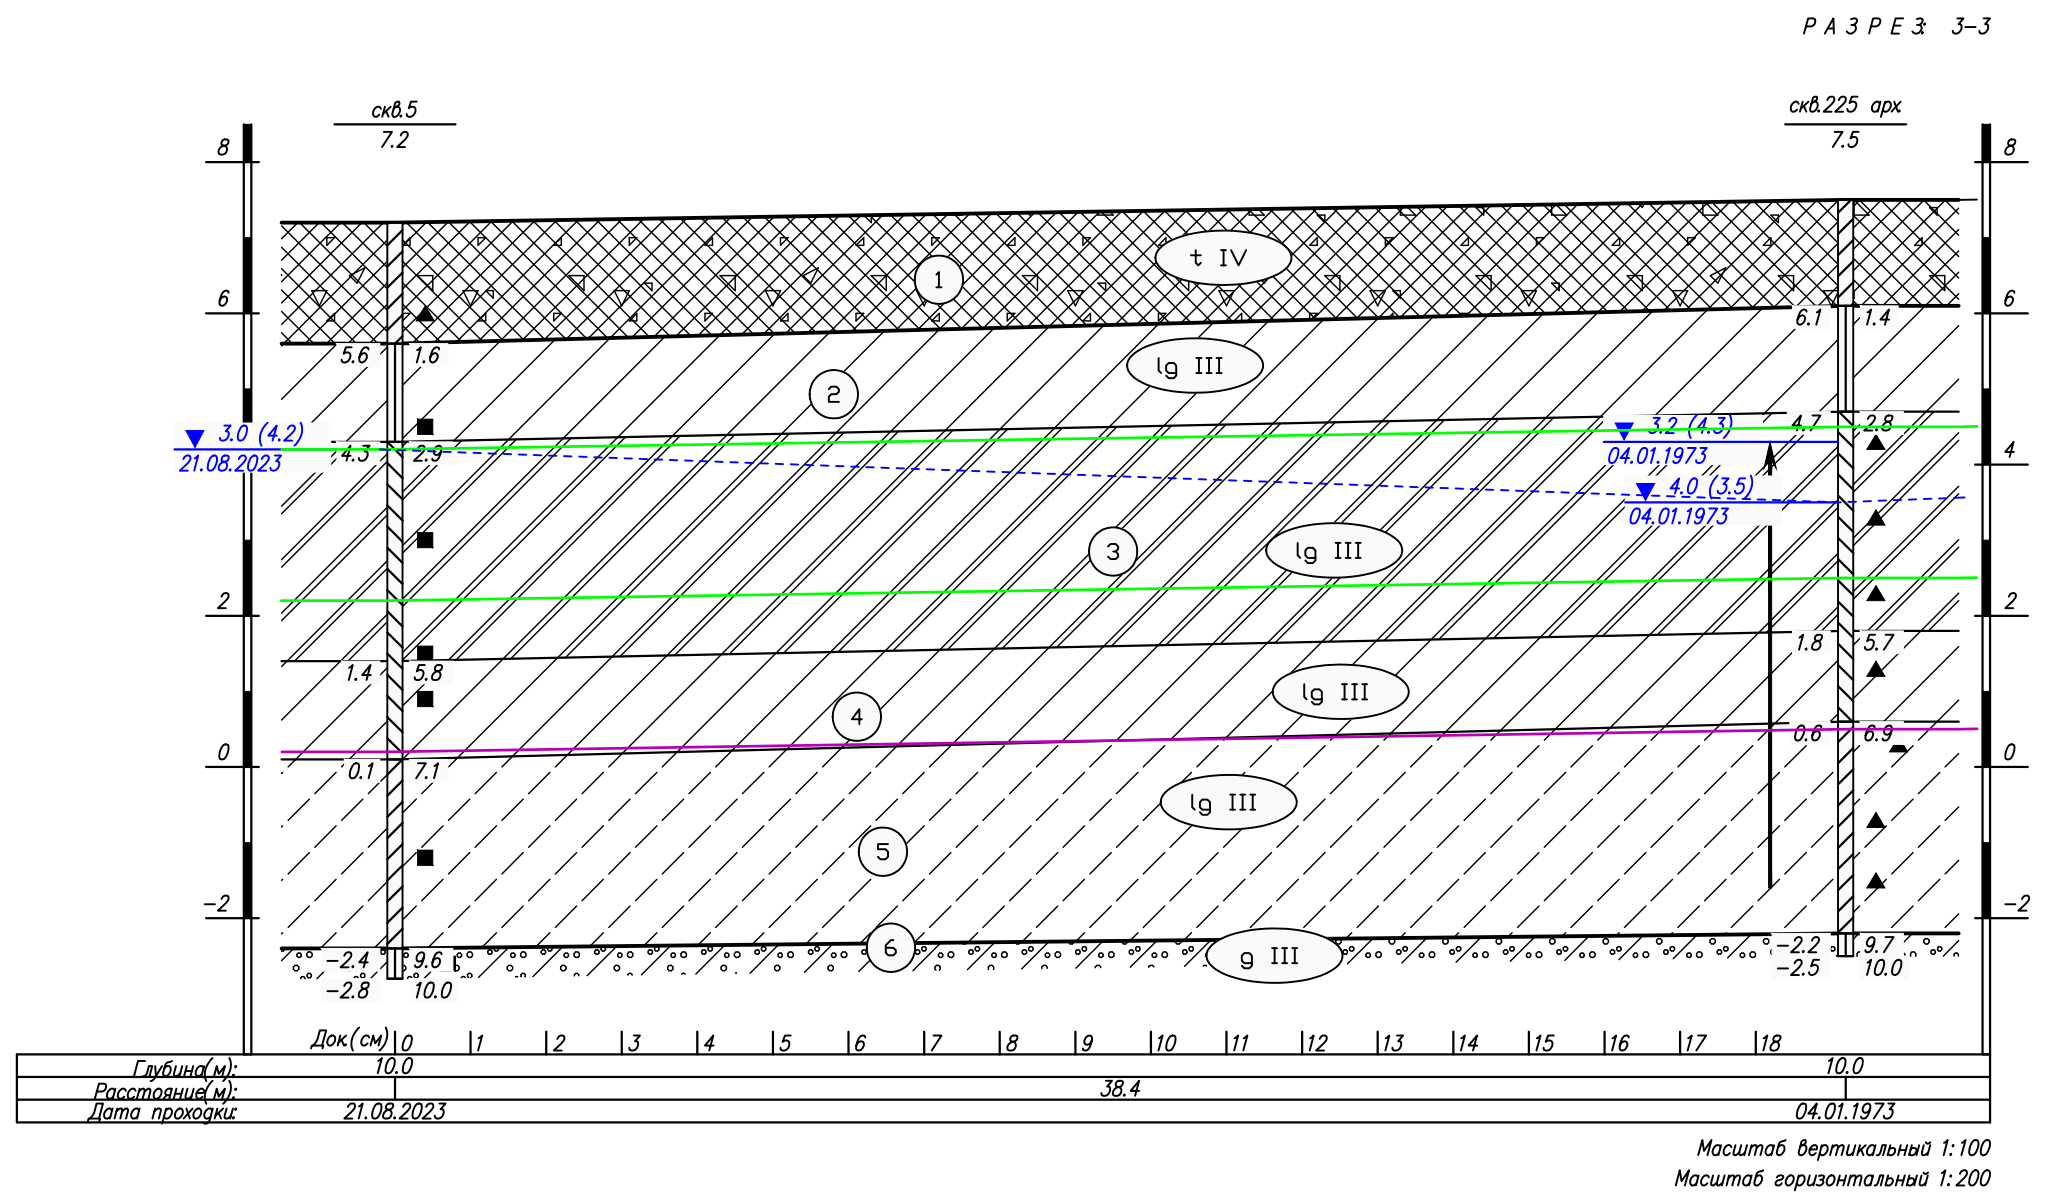 РАЗРЕЗ: 3-3
скв.5
7.2
скв.225 арх.
7.5
8
8
t IV
1
6
6
5.6 1.6
6.1 1.4
lg III
2
3.0 (4.2)
21.08.2023
4.3 2.9
3.2 (4.3)
04.01.1973
4.7 2.8
4
4.0 (3.5)
04.01.1973
3
lg III
2
2
1.4 5.8
1.8 5.7
lg III
4
0
0
0.1 7.1
0.6 6.9
lg III
5
-2
-2
6
g III
-2.4 9.6
-2.8 10.0
-2.2 9.7
-2.5 10.0
Док.(см) 0 1 2 3 4 5 6 7 8 9 10 11 12 13 14 15 16 17 18
Глубина(м): 10.0 10.0
Расстояние(м): 38.4
Дата проходки: 21.08.2023 04.01.1973
Масштаб вертикальный 1:100
Масштаб горизонтальный 1:200